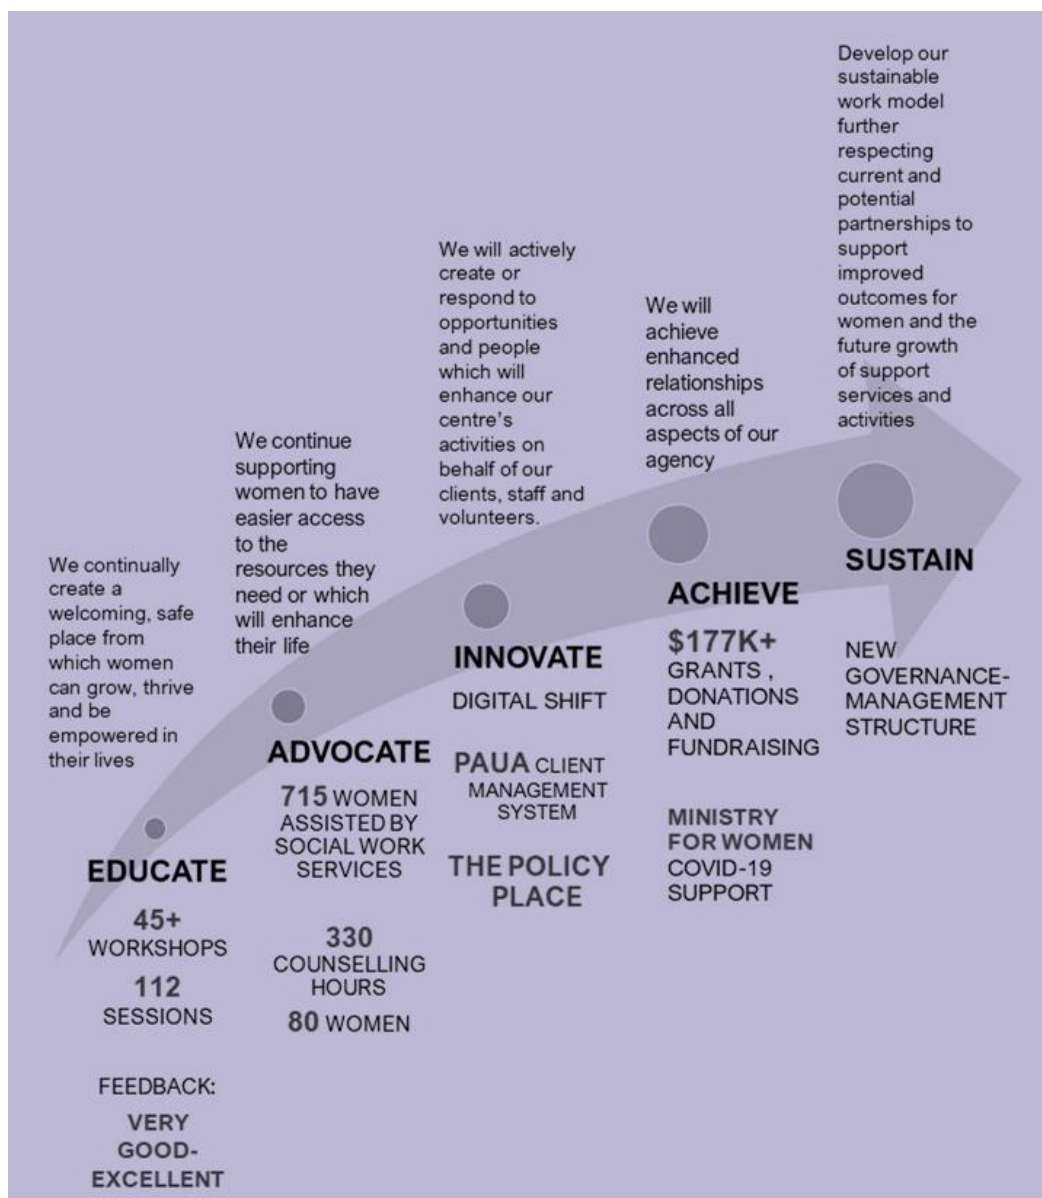 We continually
create a
welcoming, safe
place from
which women
can grow, thrive
and be
empowered in
their lives
EDUCATE
45+
WORKSHOPS
112
SESSIONS
FEEDBACK:
VERY
GOOD-
EXCELLENT
We continue
supporting
women to have
easier access
to the
resources they
need or which
will enhance
their life
ADVOCATE
715 WOMEN
ASSISTED BY
SOCIAL WORK
SERVICES
330
COUNSELLING
HOURS
80 WOMEN
We will actively
create or
respond to
opportunities
and people
which will
enhance our
centre's
activities on
behalf of our
clients, staff and
volunteers.
INNOVATE
DIGITAL SHIFT
PAUA CLIENT
MANAGEMENT
SYSTEM
THE POLICY
PLACE
We will
achieve
enhanced
relationships
across all
aspects of our
agency
ACHIEVE
$177K+
GRANTS ,
DONATIONS
AND
FUNDRAISING
MINISTRY
FOR WOMEN
COVID-19
SUPPORT
Develop our
sustainable
work model
further
respecting
current and
potential
partnerships to
support
improved
outcomes for
women and the
future growth
of support
services and
activities
SUSTAIN
NEW
GOVERNANCE-
MANAGEMENT
STRUCTURE